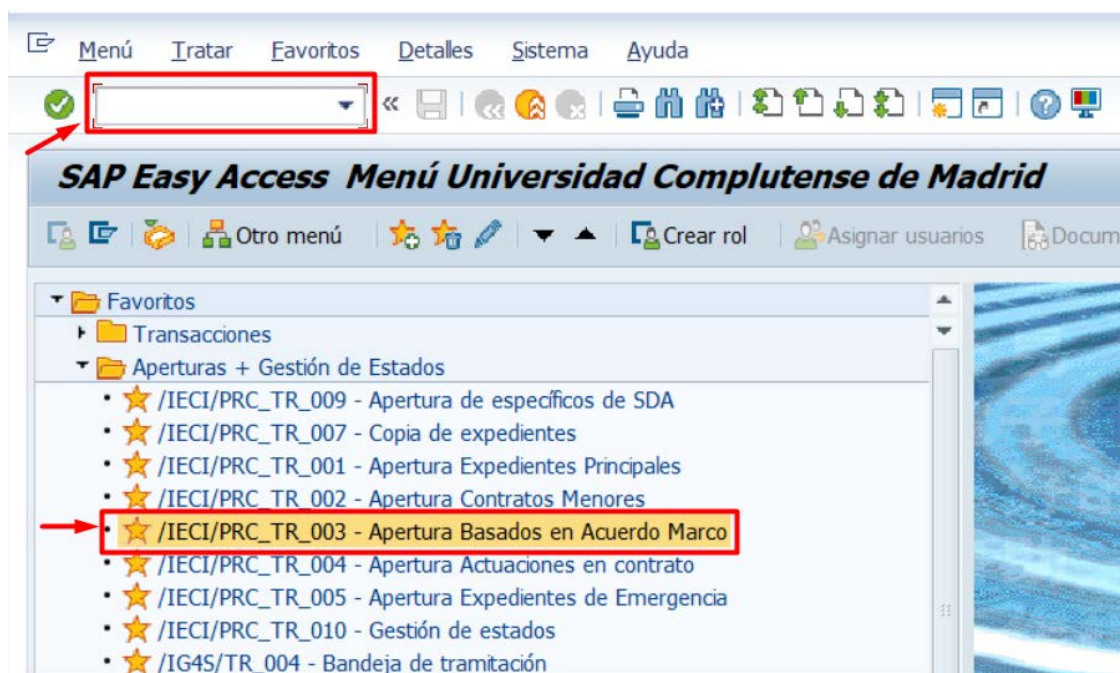 Menú Tratar Favoritos Detalles Sistema Ayuda
SAP Easy Access Menú Universidad Complutense de Madrid
Otro menú Crear rol Asignar usuarios Docum
Favoritos
Transacciones
Aperturas + Gestión de Estados
/IECI/PRC_TR_009 - Apertura de específicos de SDA
/IECI/PRC_TR_007 - Copia de expedientes
/IECI/PRC_TR_001 - Apertura Expedientes Principales
/IECI/PRC_TR_002 - Apertura Contratos Menores
/IECI/PRC_TR_003 - Apertura Basados en Acuerdo Marco
/IECI/PRC_TR_004 - Apertura Actuaciones en contrato
/IECI/PRC_TR_005 - Apertura Expedientes de Emergencia
/IECI/PRC_TR_010 - Gestión de estados
/IG4S/TR_004 - Bandeja de tramitación